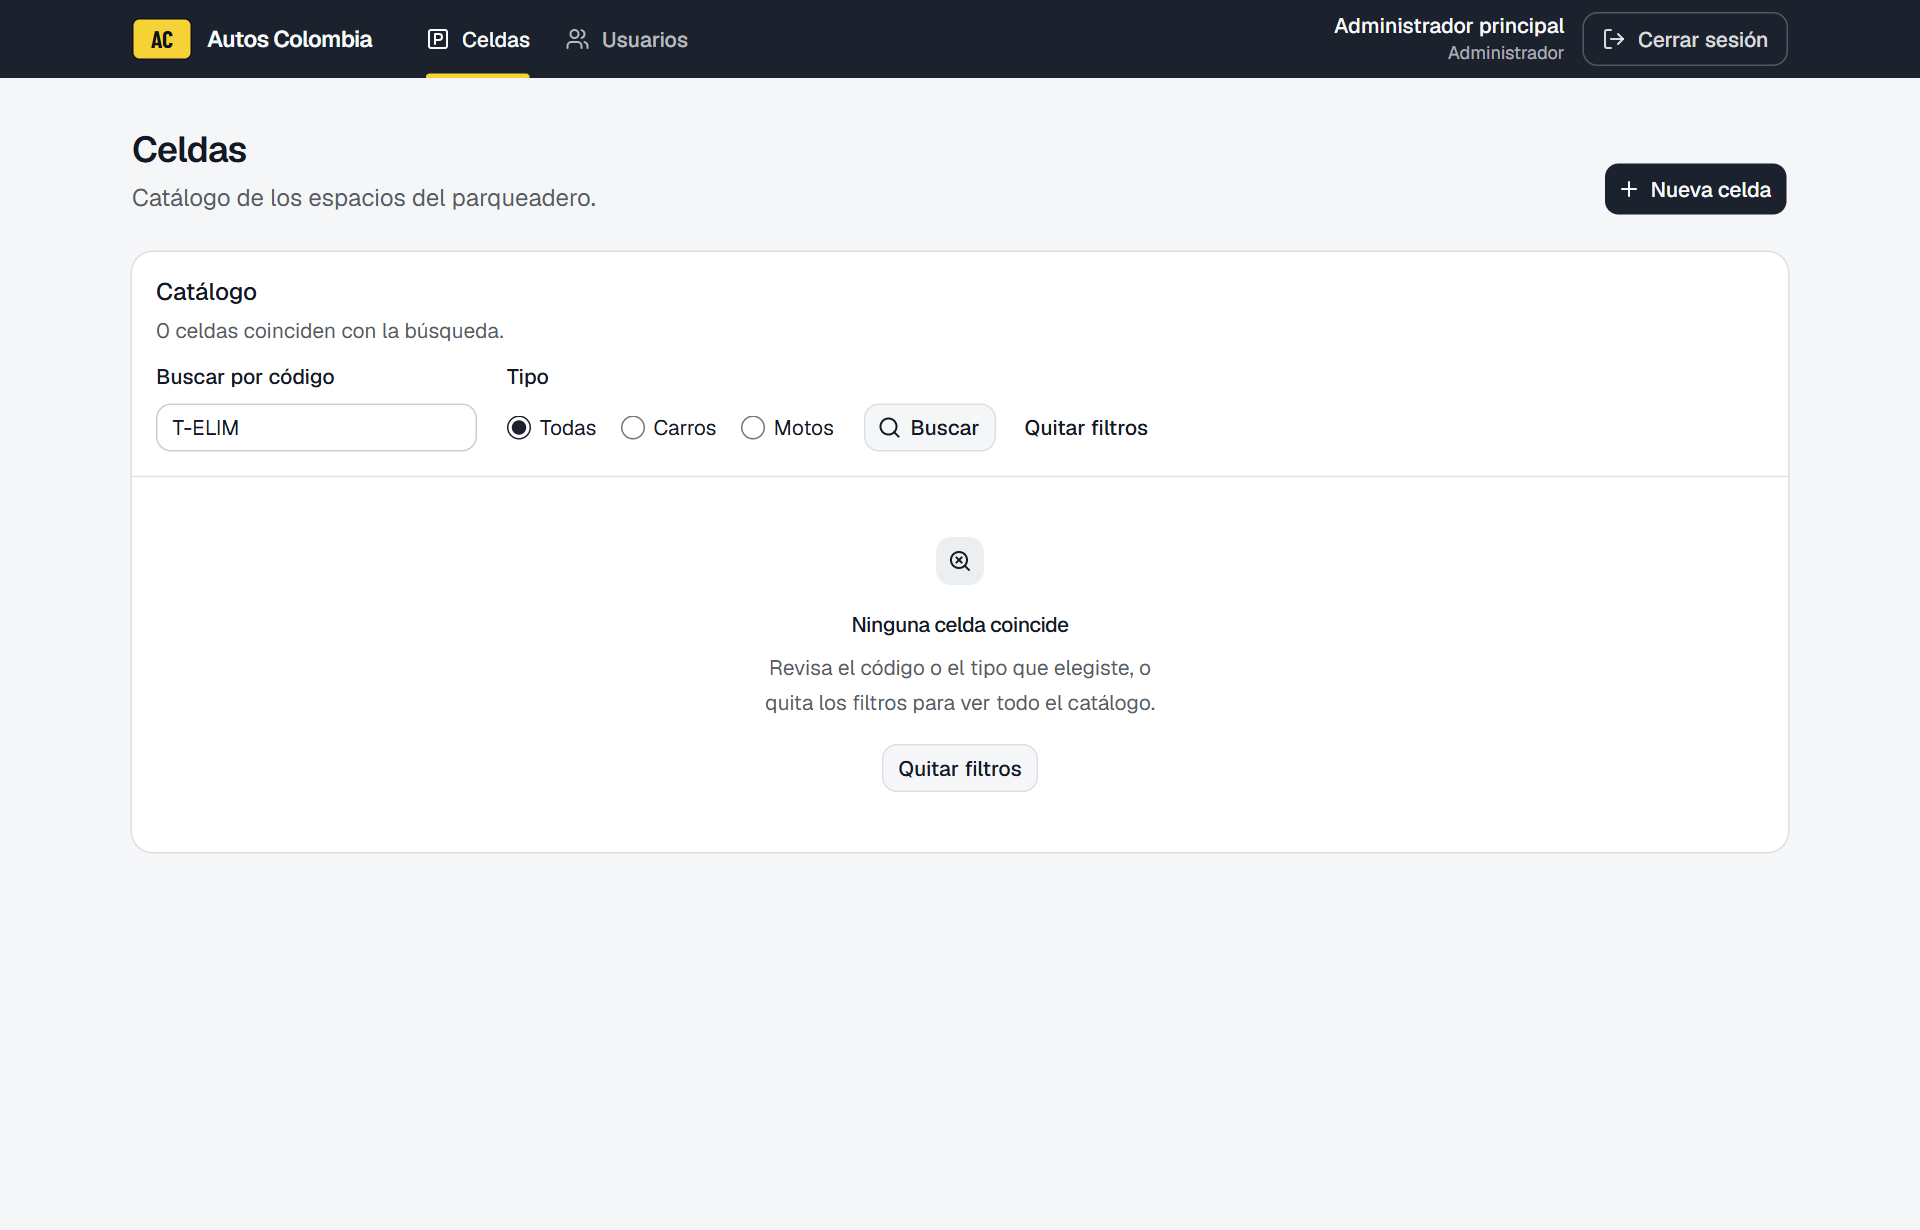 AC
Autos Colombia
Celdas
Usuarios
Administrador principal
Administrador
Cerrar sesión
Celdas
Catálogo de los espacios del parqueadero.
Nueva celda
Catálogo
0 celdas coinciden con la búsqueda.
Buscar por código
Tipo
T-ELIM
Todas
Carros
Motos
Buscar
Quitar filtros
Ninguna celda coincide
Revisa el código o el tipo que elegiste, o
quita los filtros para ver todo el catálogo.
Quitar filtros